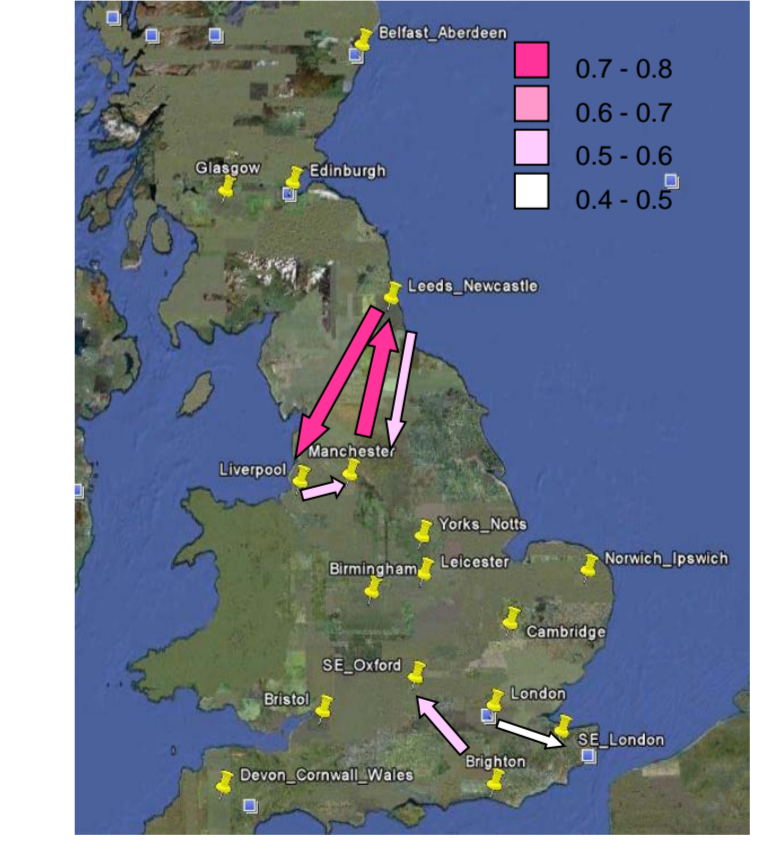 Belfast_Aberdeen
0.7 - 0.8
0.6 - 0.7
0.5 - 0.6
0.4 - 0.5
Glasgow
Edinburgh
Leeds_Newcastle
Manchester
Liverpool
Yorks_Notts
Birmingham
Leicester
Norwich_Ipswich
Cambridge
SE_Oxford
Bristol
London
SE_London
Brighton
Devon_Cornwall_Wales